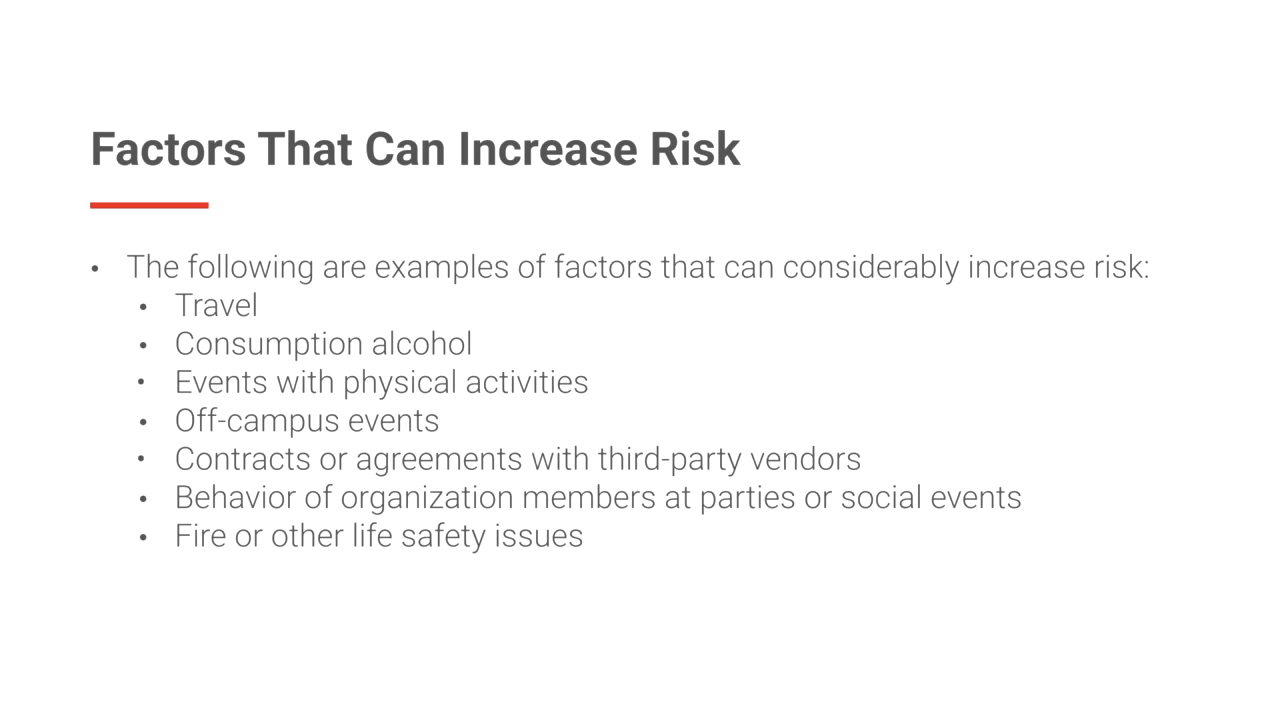 Factors That Can Increase Risk
• The following are examples of factors that can considerably increase risk:
• Travel
• Consumption alcohol
• Events with physical activities
• Off-campus events
• Contracts or agreements with third-party vendors
• Behavior of organization members at parties or social events
• Fire or other life safety issues